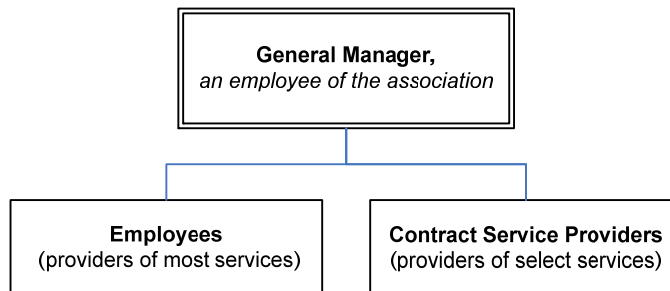 General Manager,
an employee of the association
Employees
(providers of most services)
Contract Service Providers
(providers of select services)